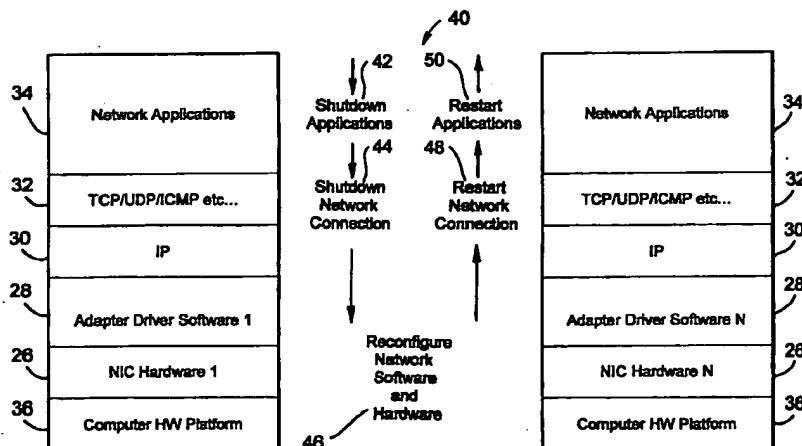 40
34
Network Applications
32
TCP/UDP/ICMP etc...
30
IP
28
Adapter Driver Software 1
26
NIC Hardware 1
36
Computer HW Platform
42
Shutdown
Applications
44
Shutdown
Network
Connection
Reconfigure
Network
Software
and
Hardware
46
50
Restart
Applications
48
Restart
Network
Connection
Network Applications
34
TCP/UDP/ICMP etc...
32
IP
30
Adapter Driver Software N
28
NIC Hardware N
26
Computer HW Platform
36